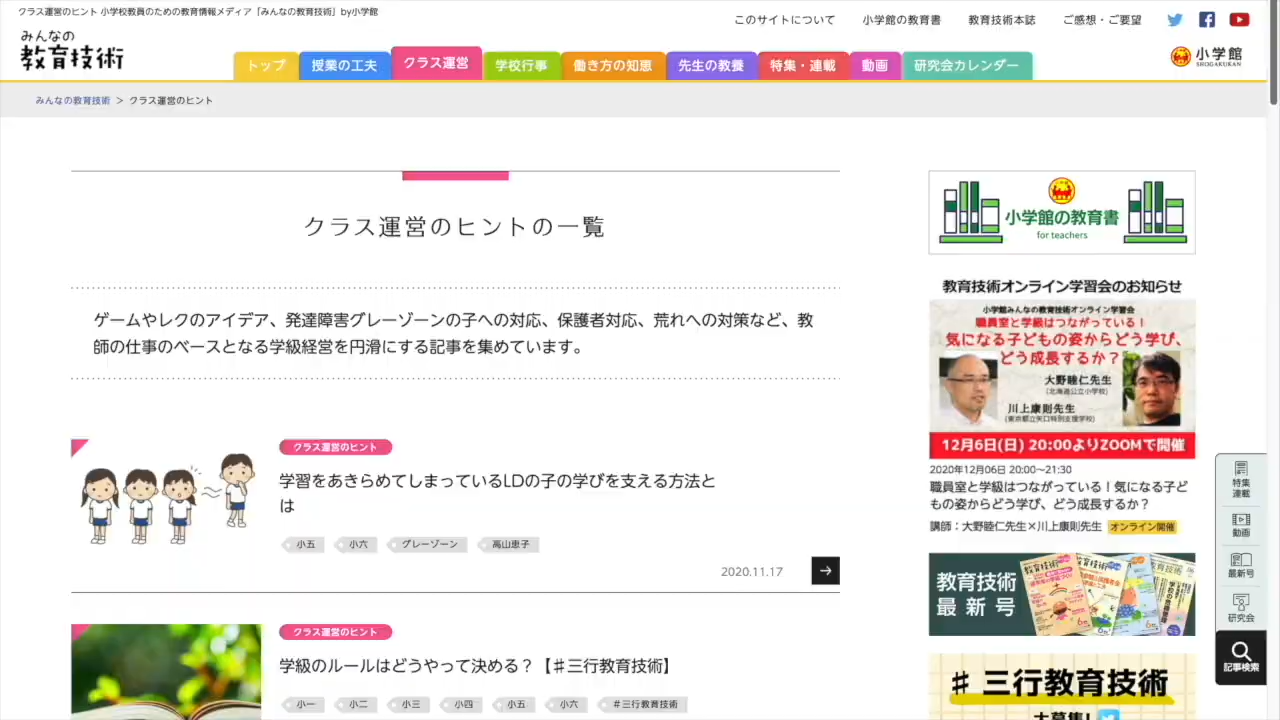 クラス運営のヒント 小学校教員のための教育情報メディア「みんなの教育技術」by小学館
このサイトについて 小学館の教育書 教育技術本誌 ご感想・ご要望
みんなの
教育技術
トップ 授業の工夫 クラス運営 学校行事 働き方の知恵 先生の教養 特集・連載 動画 研究会カレンダー
小学館
SHOGAKUKAN
みんなの教育技術 > クラス運営のヒント
クラス運営のヒントの一覧
ゲームやレクのアイデア、発達障害グレーゾーンの子への対応、保護者対応、荒れへの対策など、教
師の仕事のベースとなる学級経営を円滑にする記事を集めています。
クラス運営のヒント
学習をあきらめてしまっているLDの子の学びを支える方法と
は
小五 小六 グレーゾーン 高山恵子
2020.11.17
クラス運営のヒント
学級のルールはどうやって決める？【＃三行教育技術】
小一 小二 小三 小四 小五 小六 ＃三行教育技術
小学館の教育書
for teachers
教育技術オンライン学習会のお知らせ
小学館みんなの教育技術オンライン学習会
職員室と学級はつながっている！
気になる子どもの姿からどう学び、
どう成長するか？
大野睦仁先生
(北海道公立小学校)
川上康則先生
(東京都立矢口特別支援学校)
12月6日(日) 20:00よりZOOMで開催
2020年12月06日 20:00〜21:30
職員室と学級はつながっている！気になる子ど
もの姿からどう学び、どう成長するか？
講師：大野睦仁先生×川上康則先生 オンライン開催
教育技術
最新号
＃三行教育技術
大募集!
特集
連載
動画
最新号
研究会
記事検索